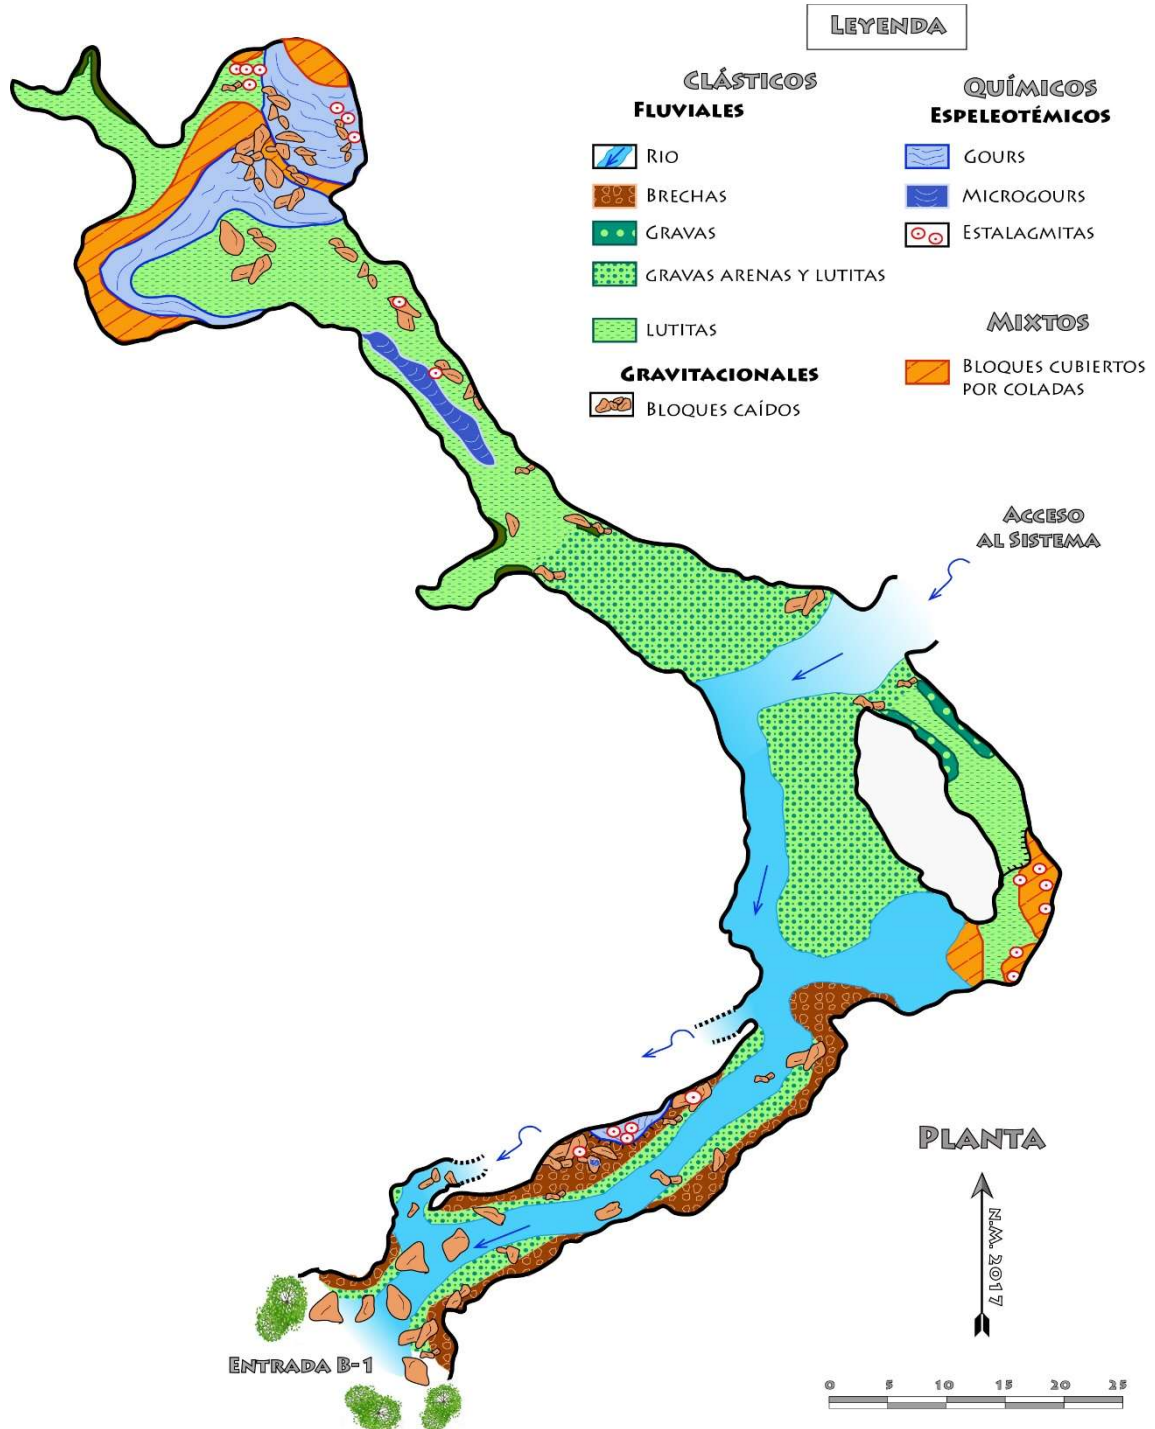 LEYENDA
CLÁSTICOS
FLUVIALES
RIO
BRECHAS
GRAVAS
GRAVAS ARENAS Y LUTITAS
LUTITAS
GRAVITACIONALES
BLOQUES CAÍDOS
QUÍMICOS
ESPELEOTÉMICOS
GOURS
MICROGOURS
ESTALAGMITAS
MIXTOS
BLOQUES CUBIERTOS
POR COLADAS
ACCESO
AL SISTEMA
PLANTA
N.M. 2017
ENTRADA B-1
0 5 10 15 20 25